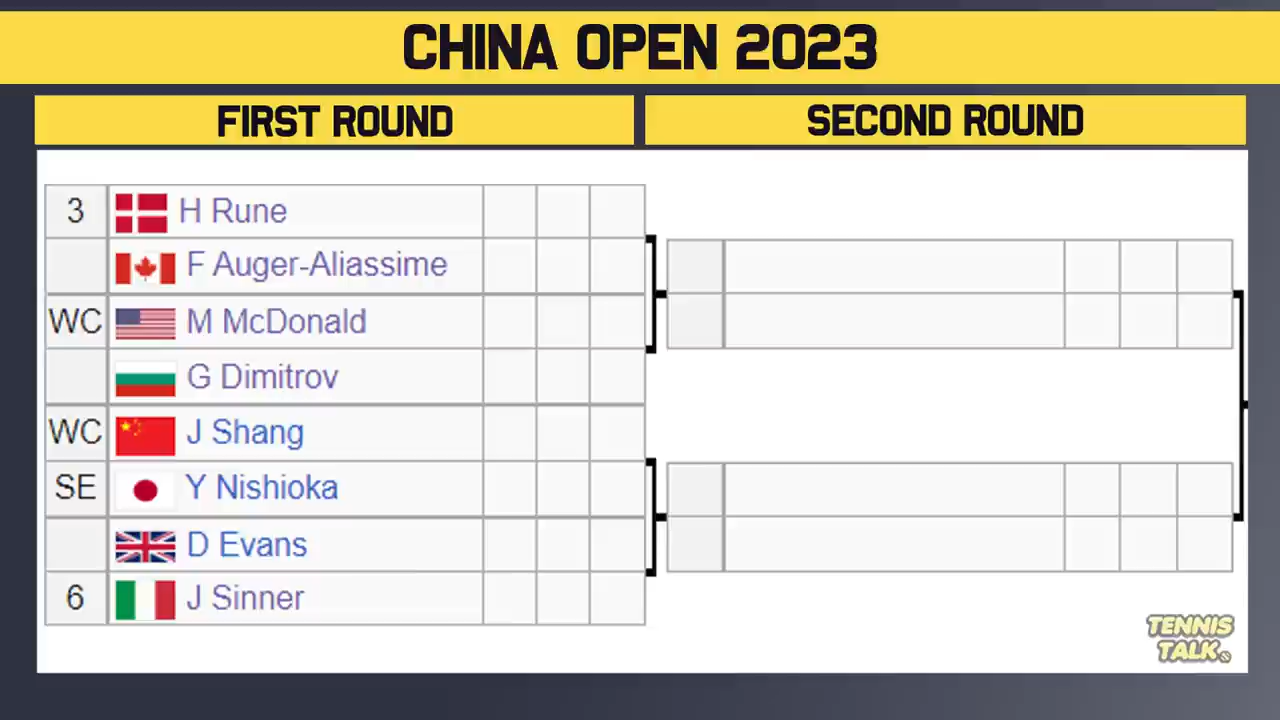 CHINA OPEN 2023
FIRST ROUND
SECOND ROUND
3 H Rune
F Auger-Aliassime
WC M McDonald
G Dimitrov
WC J Shang
SE Y Nishioka
D Evans
6 J Sinner
TENNIS
TALK